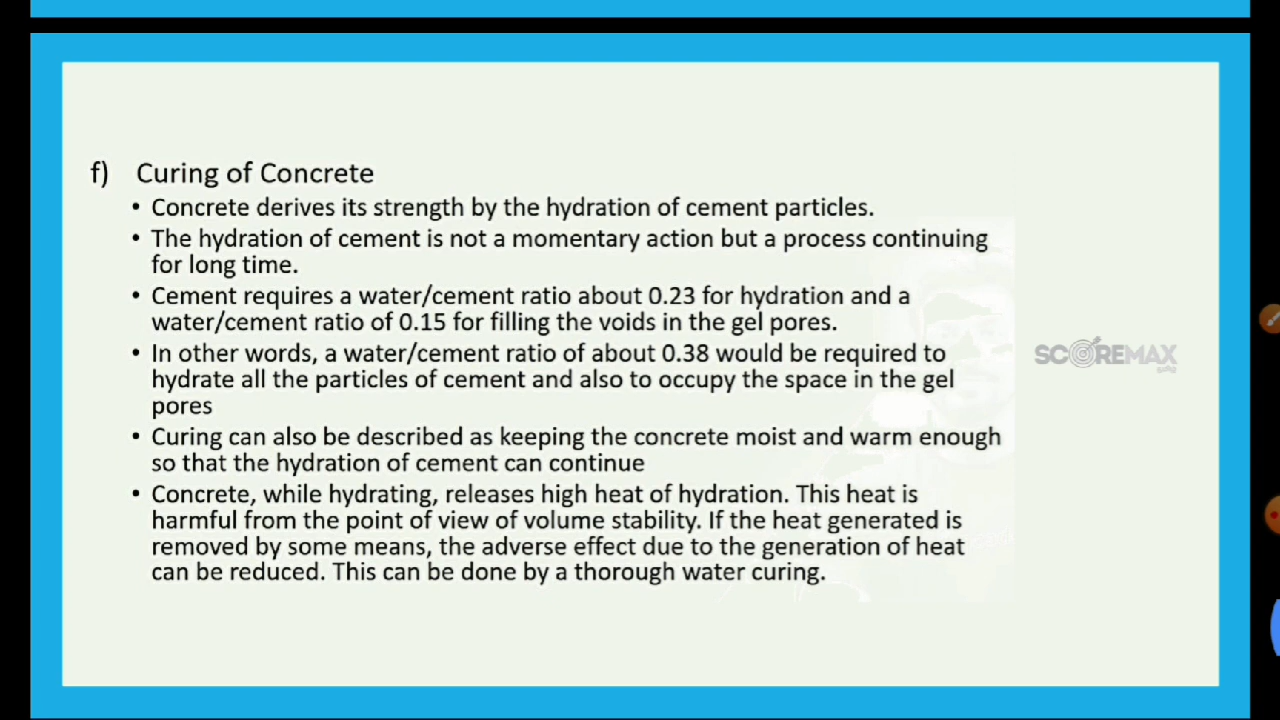 f) Curing of Concrete
• Concrete derives its strength by the hydration of cement particles.
• The hydration of cement is not a momentary action but a process continuing
for long time.
• Cement requires a water/cement ratio about 0.23 for hydration and a
water/cement ratio of 0.15 for filling the voids in the gel pores.
• In other words, a water/cement ratio of about 0.38 would be required to
hydrate all the particles of cement and also to occupy the space in the gel
pores
• Curing can also be described as keeping the concrete moist and warm enough
so that the hydration of cement can continue
• Concrete, while hydrating, releases high heat of hydration. This heat is
harmful from the point of view of volume stability. If the heat generated is
removed by some means, the adverse effect due to the generation of heat
can be reduced. This can be done by a thorough water curing.
SCOREMAX